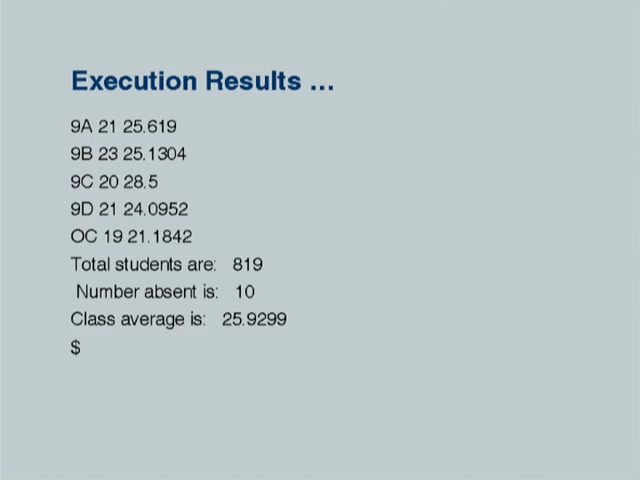 Execution Results ...
9A 21 25.619
9B 23 25.1304
9C 20 28.5
9D 21 24.0952
OC 19 21.1842
Total students are: 819
Number absent is: 10
Class average is: 25.9299
$